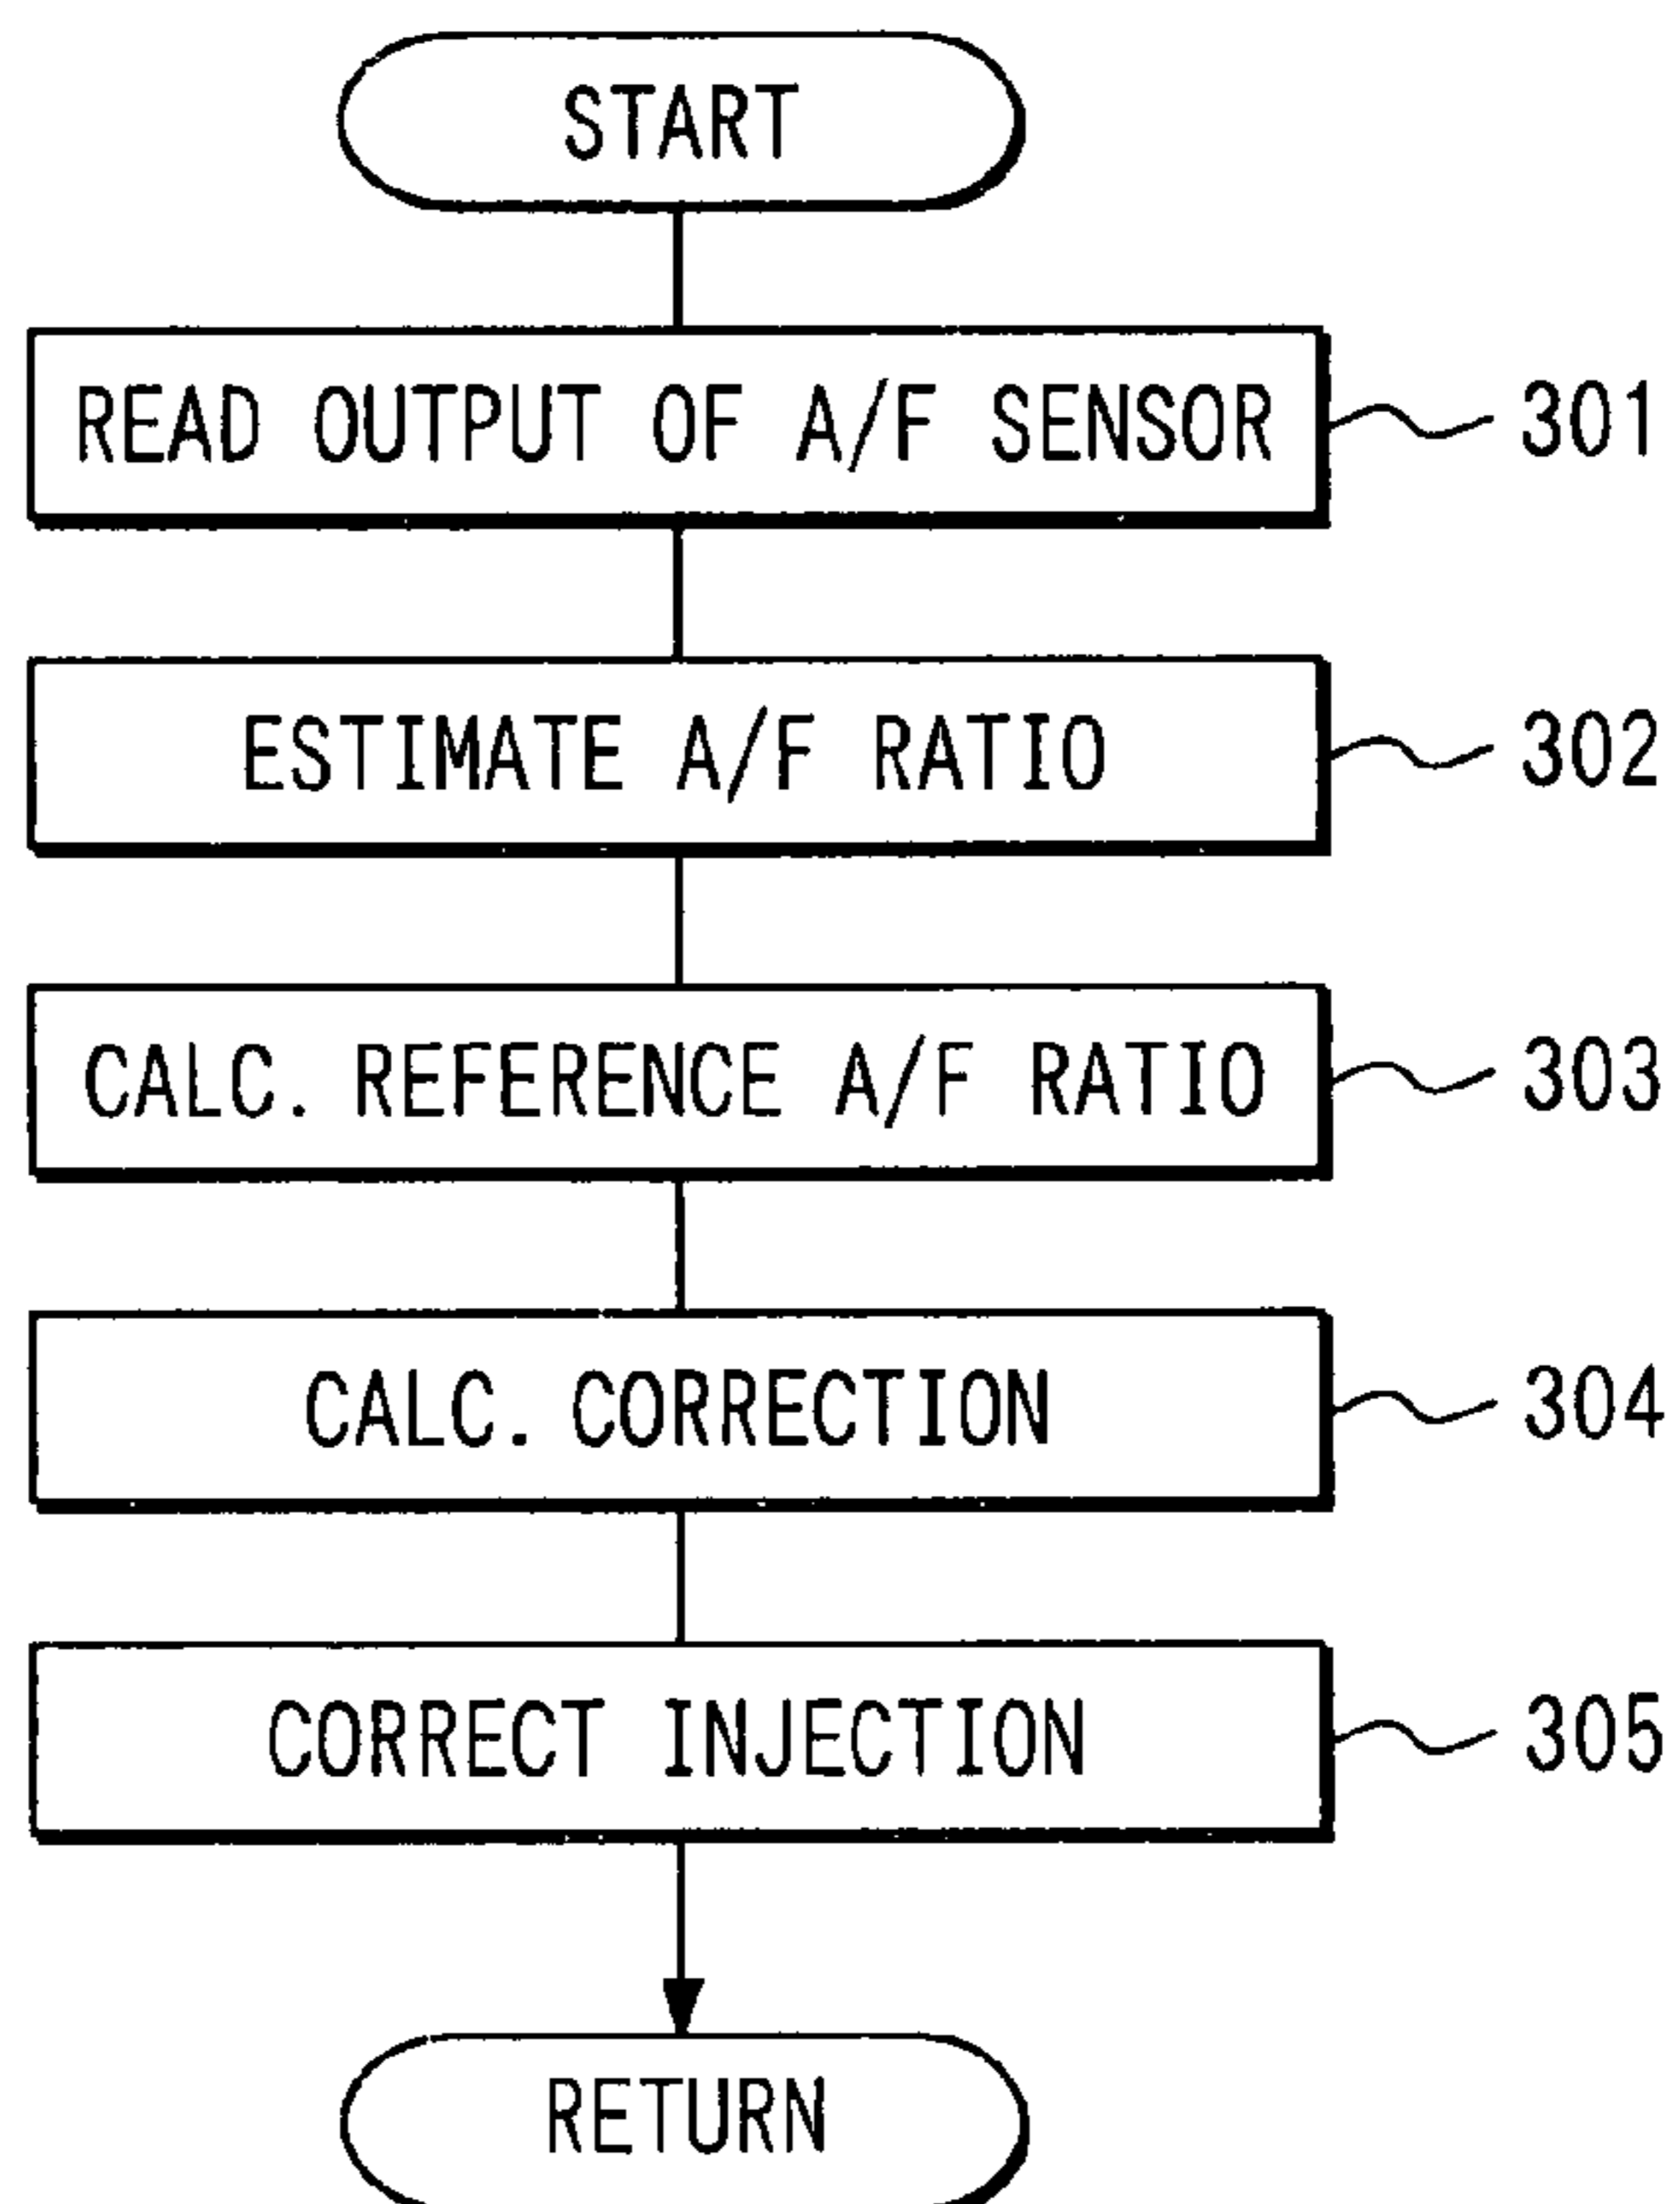 START
READ OUTPUT OF A/F SENSOR 301
ESTIMATE A/F RATIO 302
CALC. REFERENCE A/F RATIO 303
CALC. CORRECTION 304
CORRECT INJECTION 305
RETURN